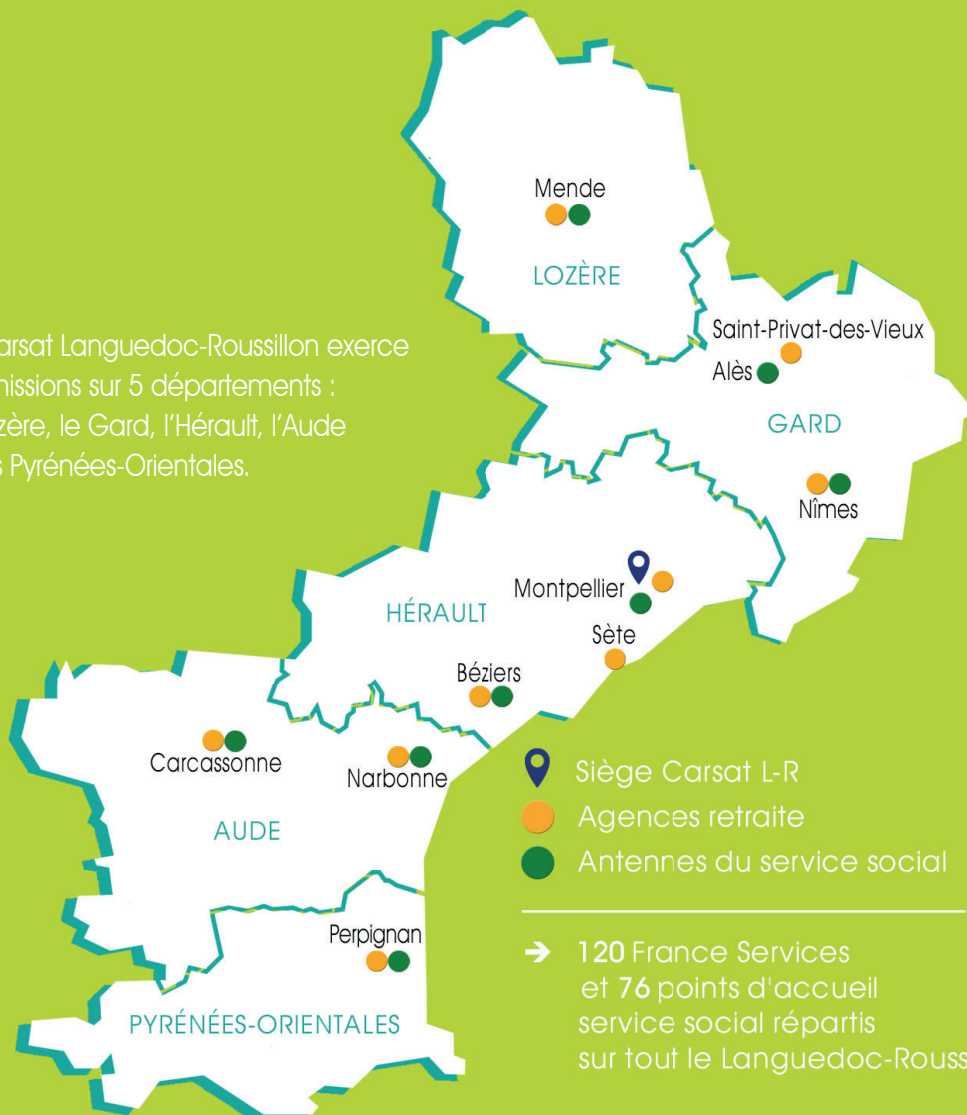 Mende
LOZÈRE
Saint-Privat-des-Vieux
Alès
GARD
Nîmes
arsat Languedoc-Roussillon exerce
missions sur 5 départements :
zère, le Gard, l'Hérault, l'Aude
s Pyrénées-Orientales.
Montpellier
HÉRAULT
Sète
Béziers
Carcassonne
Narbonne
AUDE
Perpignan
PYRÉNÉES-ORIENTALES
Siège Carsat L-R
Agences retraite
Antennes du service social
➔ 120 France Services
et 76 points d'accueil
service social répartis
sur tout le Languedoc-Rouss